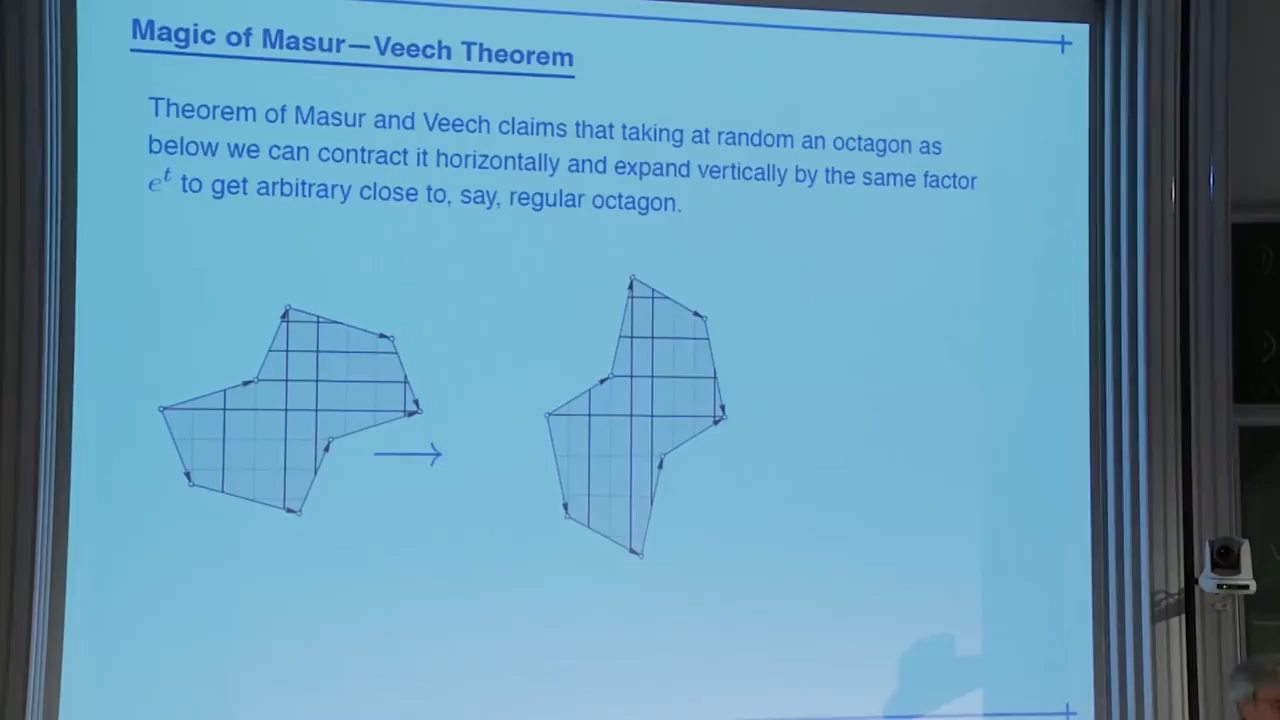 Magic of Masur—Veech Theorem
Theorem of Masur and Veech claims that taking at random an octagon as
below we can contract it horizontally and expand vertically by the same factor
e^t to get arbitrary close to, say, regular octagon.